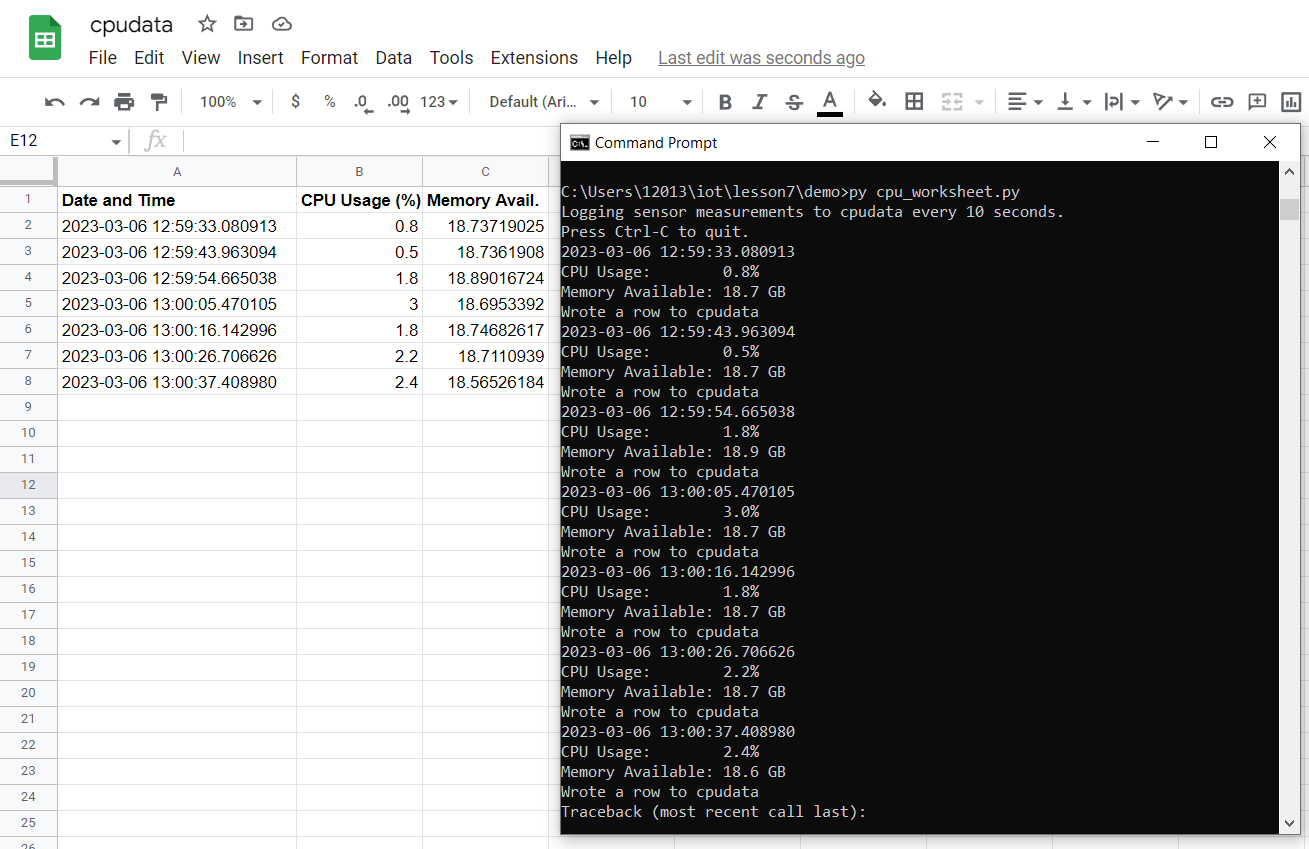 cpudata
File Edit View Insert Format Data Tools Extensions Help Last edit was seconds ago
100% $ % .0 .00 123 Default (Ari... 10 B I S A
E12 fx
A B C
1 Date and Time CPU Usage (%) Memory Avail.
2 2023-03-06 12:59:33.080913 0.8 18.73719025
3 2023-03-06 12:59:43.963094 0.5 18.7361908
4 2023-03-06 12:59:54.665038 1.8 18.89016724
5 2023-03-06 13:00:05.470105 3 18.6953392
6 2023-03-06 13:00:16.142996 1.8 18.74682617
7 2023-03-06 13:00:26.706626 2.2 18.7110939
8 2023-03-06 13:00:37.408980 2.4 18.56526184
9
10
11
12
13
14
15
16
17
18
19
20
21
22
23
24
25
26
C:\. Command Prompt
C:\Users\12013\iot\lesson7\demo>py cpu_worksheet.py
Logging sensor measurements to cpudata every 10 seconds.
Press Ctrl-C to quit.
2023-03-06 12:59:33.080913
CPU Usage: 0.8%
Memory Available: 18.7 GB
Wrote a row to cpudata
2023-03-06 12:59:43.963094
CPU Usage: 0.5%
Memory Available: 18.7 GB
Wrote a row to cpudata
2023-03-06 12:59:54.665038
CPU Usage: 1.8%
Memory Available: 18.9 GB
Wrote a row to cpudata
2023-03-06 13:00:05.470105
CPU Usage: 3.0%
Memory Available: 18.7 GB
Wrote a row to cpudata
2023-03-06 13:00:16.142996
CPU Usage: 1.8%
Memory Available: 18.7 GB
Wrote a row to cpudata
2023-03-06 13:00:26.706626
CPU Usage: 2.2%
Memory Available: 18.7 GB
Wrote a row to cpudata
2023-03-06 13:00:37.408980
CPU Usage: 2.4%
Memory Available: 18.6 GB
Wrote a row to cpudata
Traceback (most recent call last):